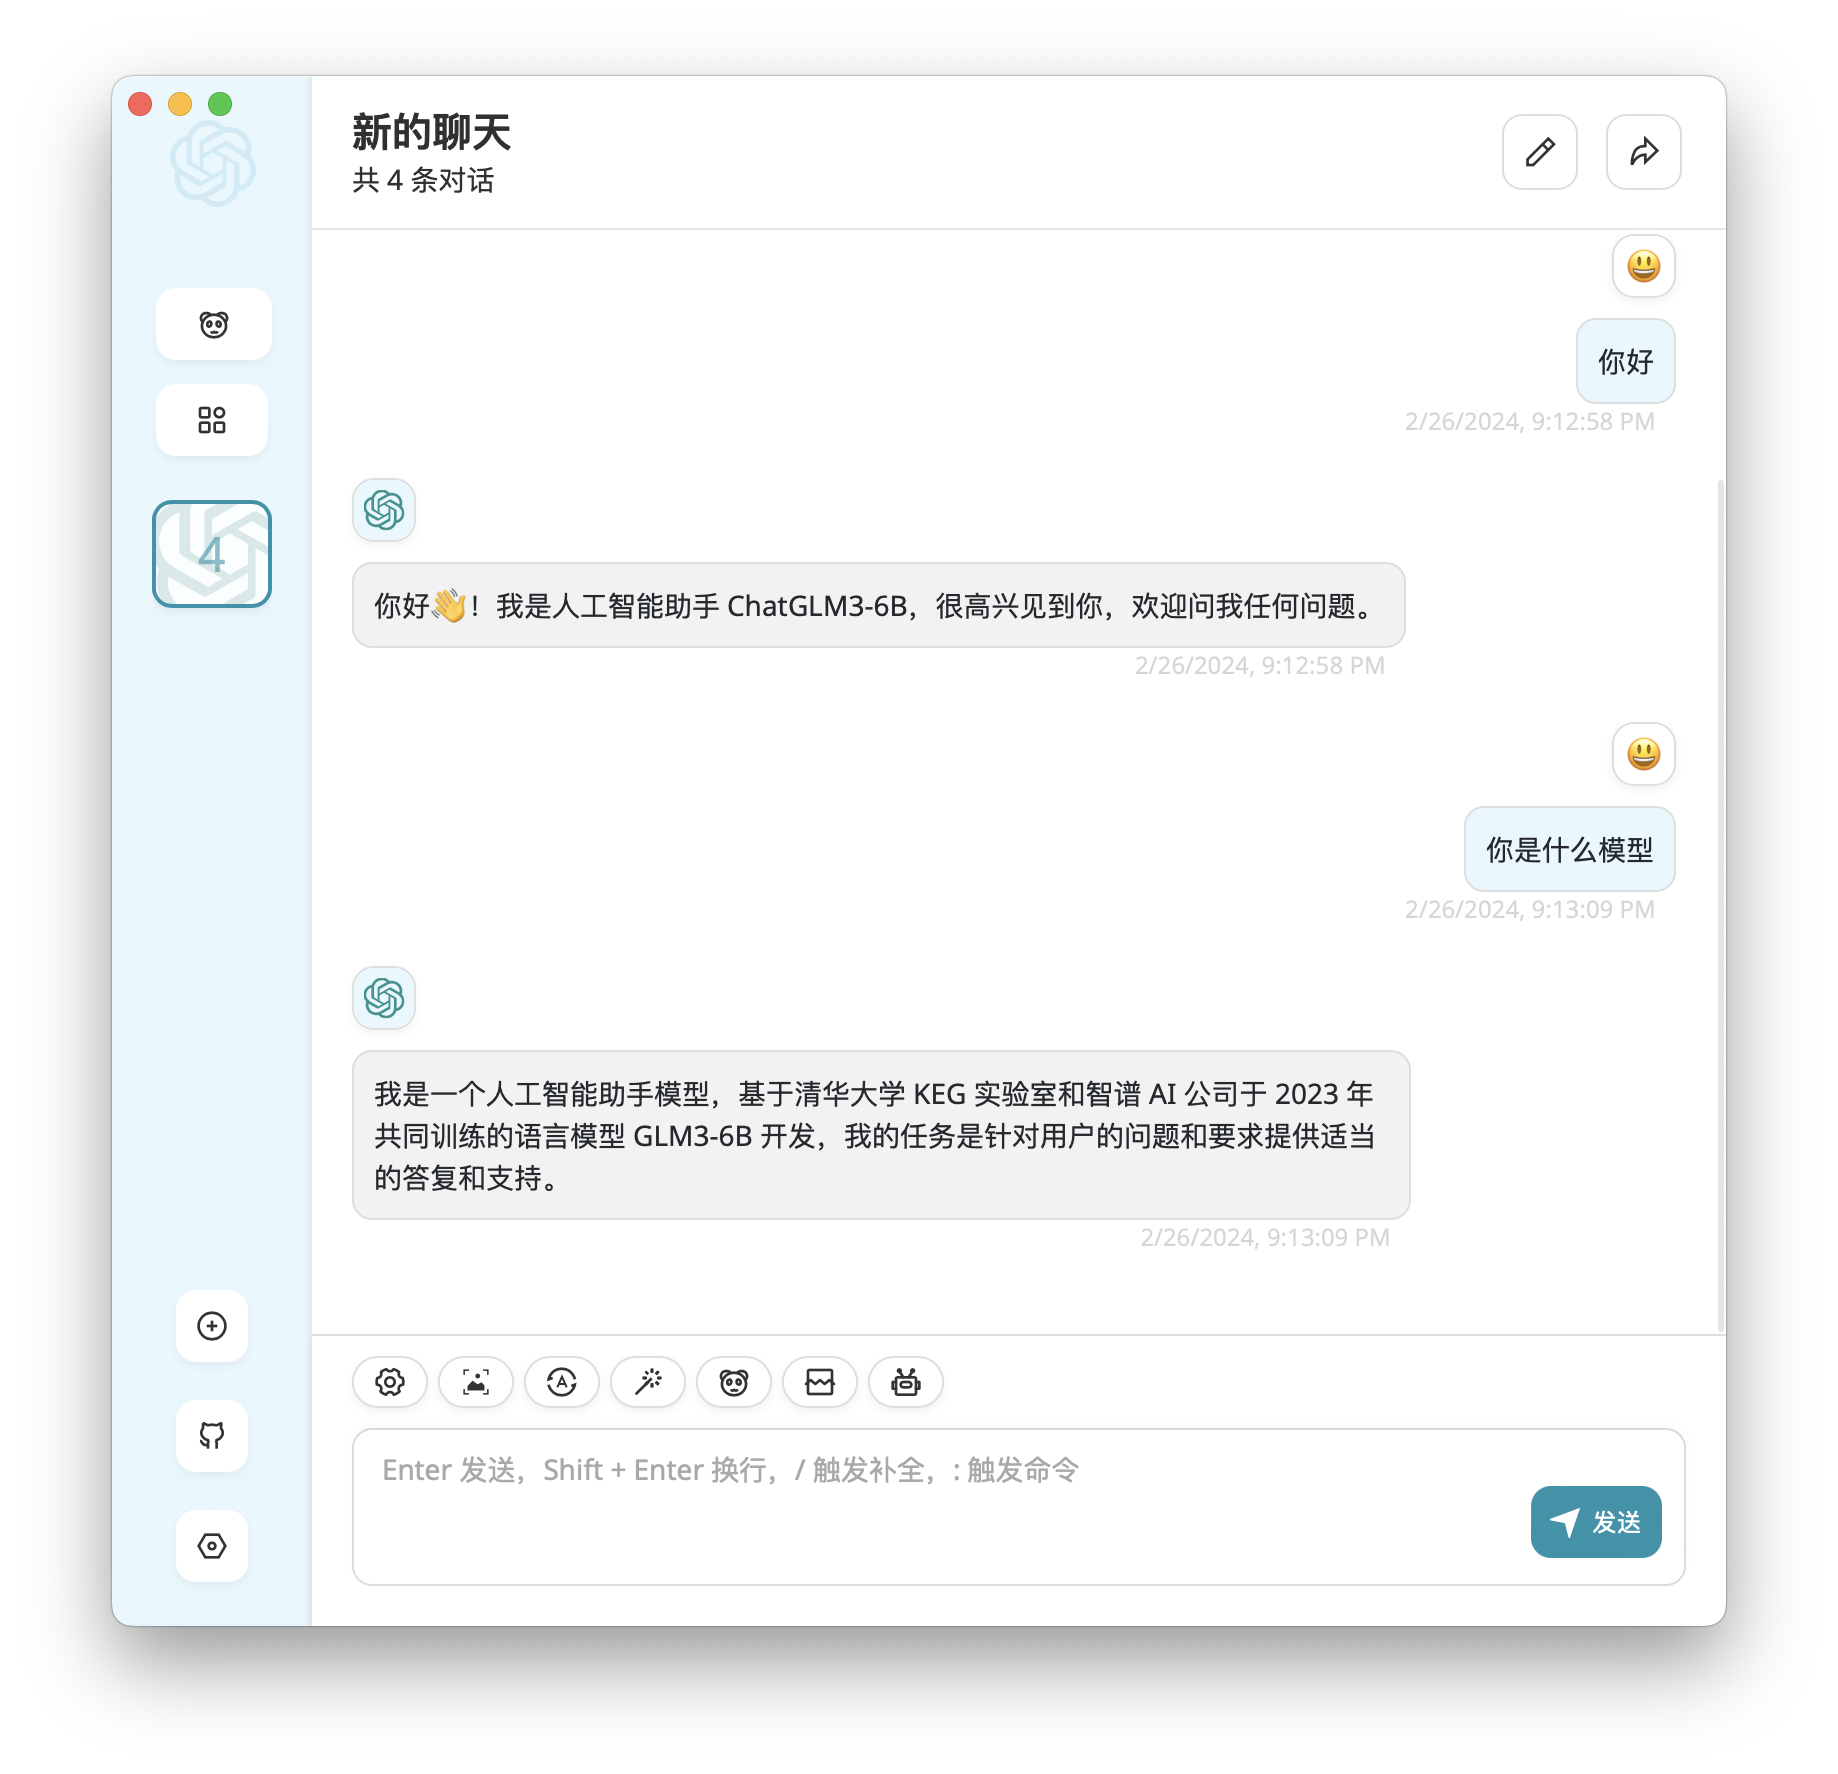 新的聊天
共 4 条对话
你好
2/26/2024, 9:12:58 PM
4
你好👋！我是人工智能助手 ChatGLM3-6B，很高兴见到你，欢迎问我任何问题。
2/26/2024, 9:12:58 PM
你是什么模型
2/26/2024, 9:13:09 PM
我是一个人工智能助手模型，基于清华大学 KEG 实验室和智谱 AI 公司于 2023 年
共同训练的语言模型 GLM3-6B 开发，我的任务是针对用户的问题和要求提供适当
的答复和支持。
2/26/2024, 9:13:09 PM
Enter 发送，Shift + Enter 换行，/ 触发补全，: 触发命令
发送